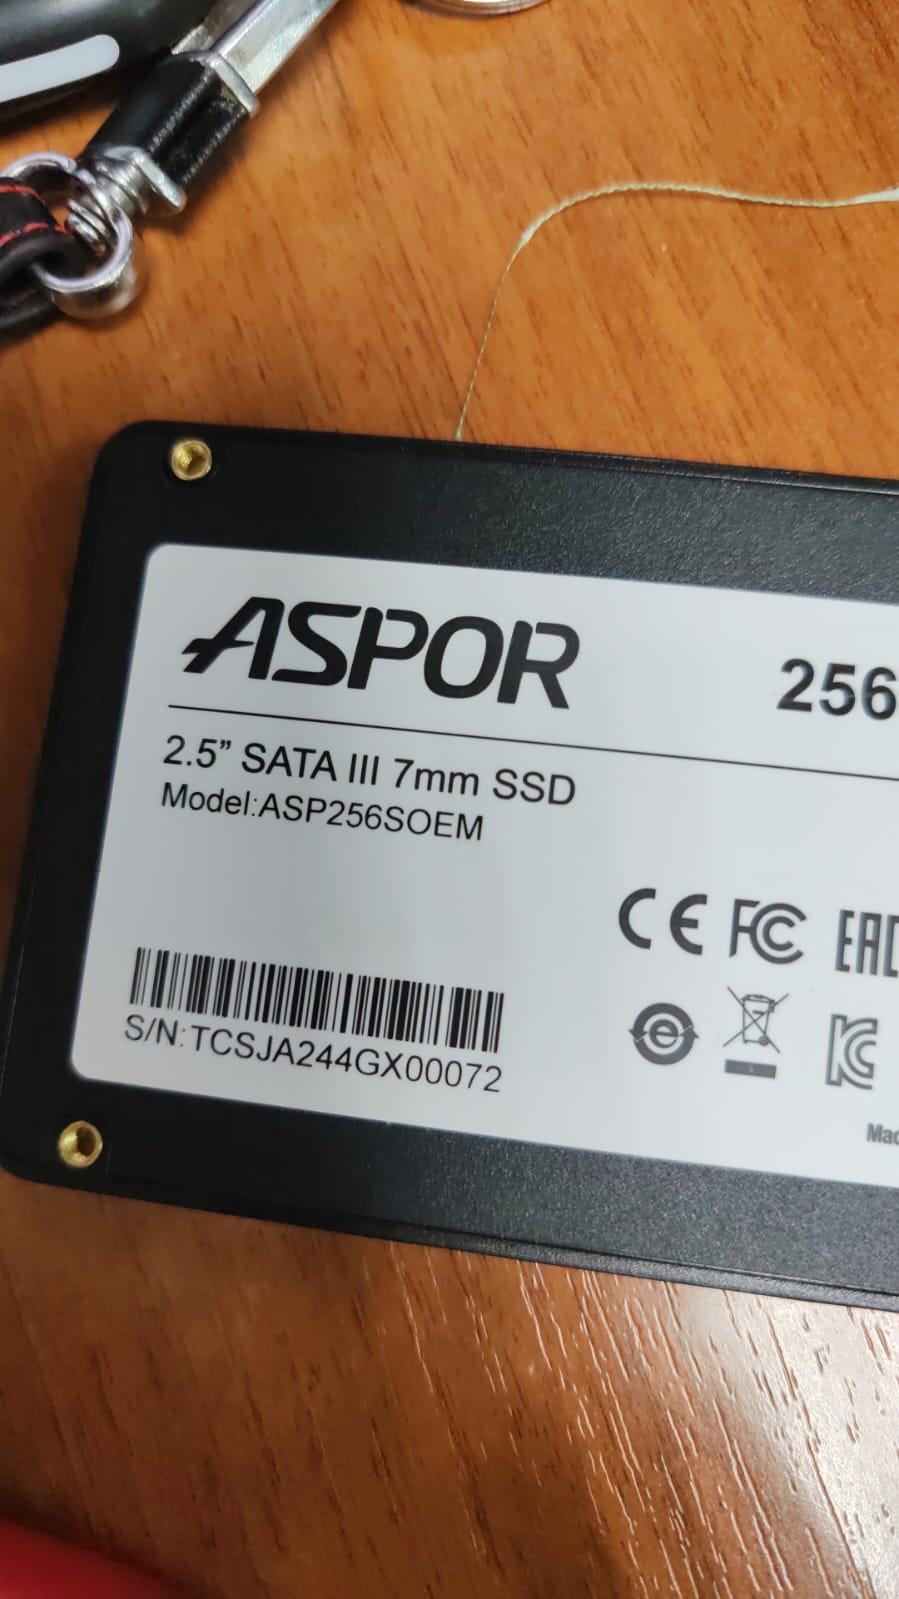 ASPOR
256
2.5” SATA III 7mm SSD
Model:ASP256SOEM
CE FC EAC
S/N:TCSJA244GX00072